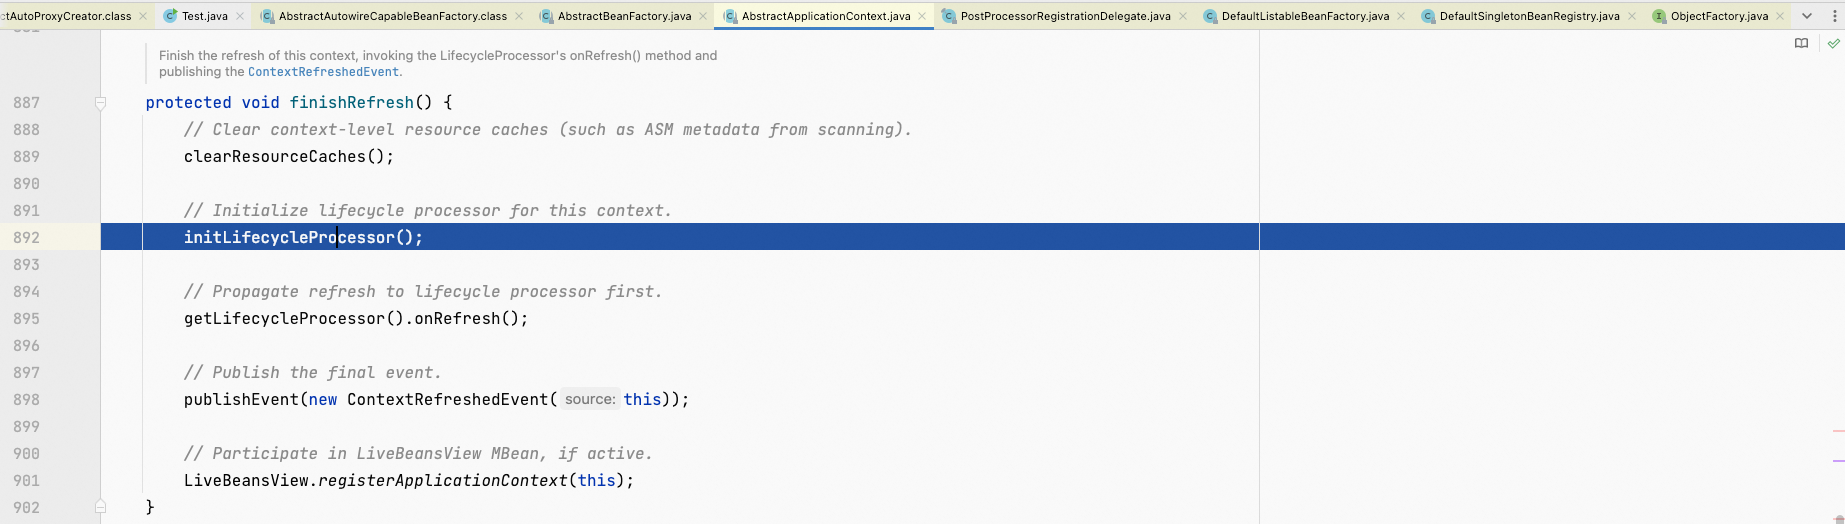 ctAutoProxyCreator.class Test.java AbstractAutowireCapableBeanFactory.class AbstractBeanFactory.java AbstractApplicationContext.java PostProcessorRegistrationDelegate.java DefaultListableBeanFactory.java DefaultSingletonBeanRegistry.java ObjectFactory.java
Finish the refresh of this context, invoking the LifecycleProcessor's onRefresh() method and
publishing the ContextRefreshedEvent.
887 protected void finishRefresh() {
888 // Clear context-level resource caches (such as ASM metadata from scanning).
889 clearResourceCaches();
890
891 // Initialize lifecycle processor for this context.
892 initLifecycleProcessor();
893
894 // Propagate refresh to lifecycle processor first.
895 getLifecycleProcessor().onRefresh();
896
897 // Publish the final event.
898 publishEvent(new ContextRefreshedEvent( source: this));
899
900 // Participate in LiveBeansView MBean, if active.
901 LiveBeansView.registerApplicationContext(this);
902 }